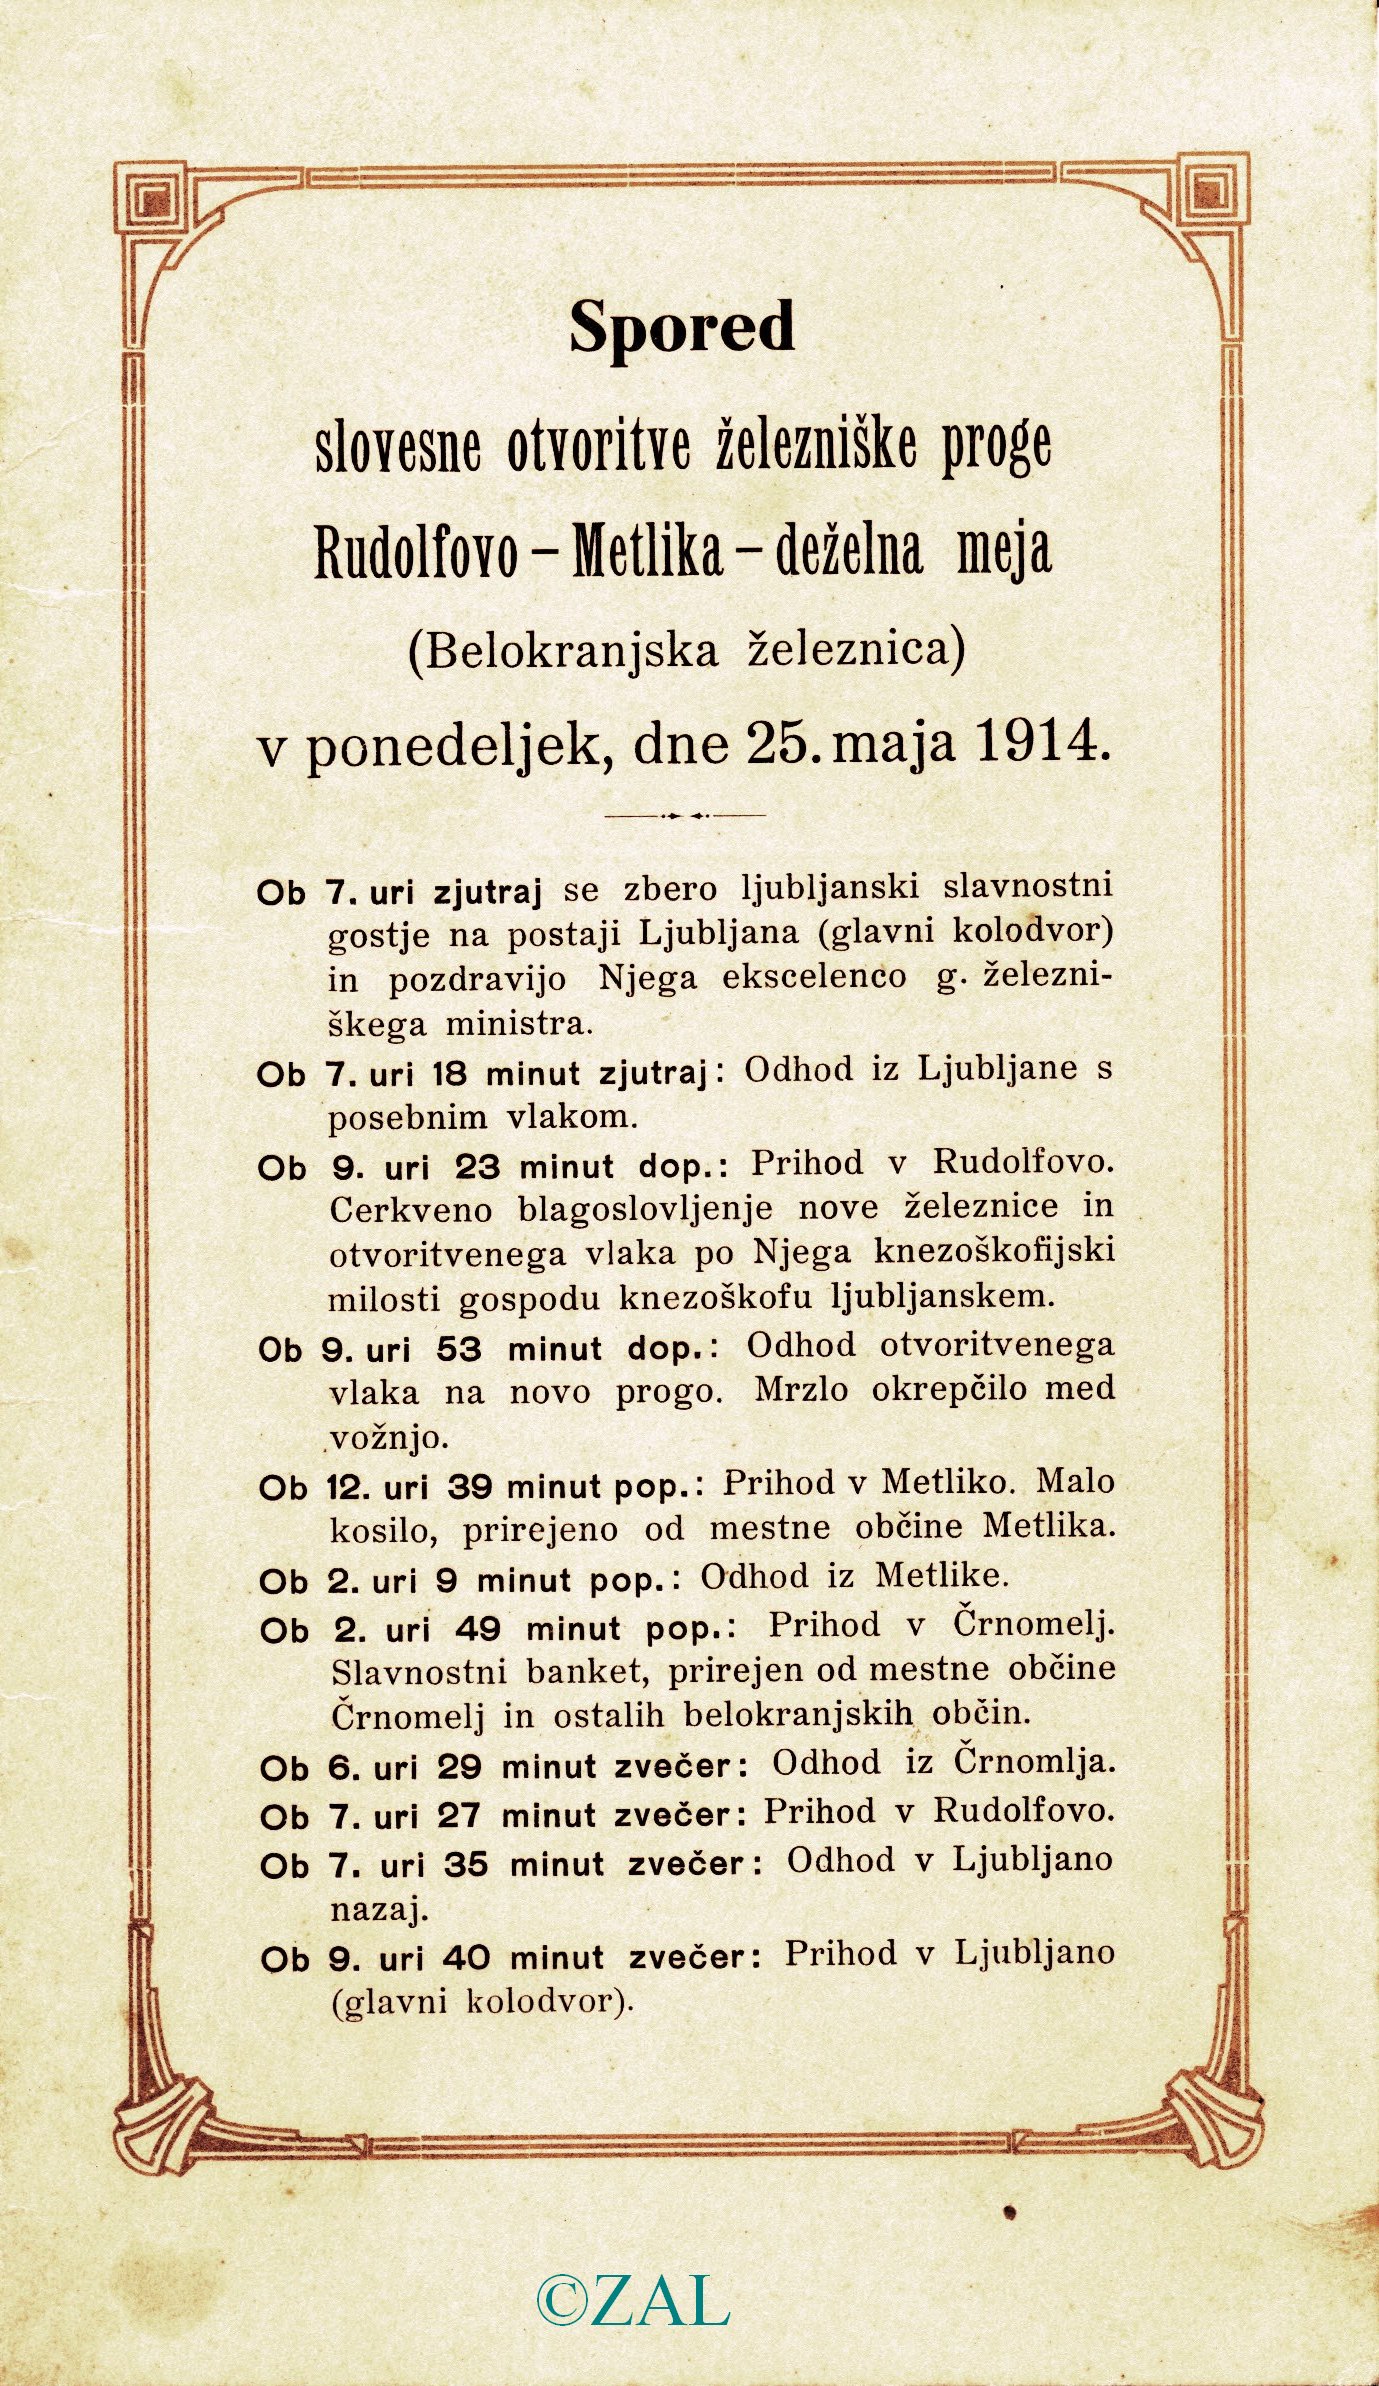 Spored
slovesne otvoritve železniške proge
Rudolfovo – Metlika – deželna meja
(Belokranjska železnica)
v ponedeljek, dne 25. maja 1914.
Ob 7. uri zjutraj se zbero ljubljanski slavnostni
gostje na postaji Ljubljana (glavni kolodvor)
in pozdravijo Njega ekscelenco g. železni-
škega ministra.
Ob 7. uri 18 minut zjutraj: Odhod iz Ljubljane s
posebnim vlakom.
Ob 9. uri 23 minut dop.: Prihod v Rudolfovo.
Cerkveno blagoslovljenje nove železnice in
otvoritvenega vlaka po Njega knezoškofijski
milosti gospodu knezoškofu ljubljanskem.
Ob 9. uri 53 minut dop.: Odhod otvoritvenega
vlaka na novo progo. Mrzlo okrepčilo med
vožnjo.
Ob 12. uri 39 minut pop.: Prihod v Metliko. Malo
kosilo, prirejeno od mestne občine Metlika.
Ob 2. uri 9 minut pop.: Odhod iz Metlike.
Ob 2. uri 49 minut pop.: Prihod v Črnomelj.
Slavnostni banket, prirejen od mestne občine
Črnomelj in ostalih belokranjskih občin.
Ob 6. uri 29 minut zvečer: Odhod iz Črnomlja.
Ob 7. uri 27 minut zvečer: Prihod v Rudolfovo.
Ob 7. uri 35 minut zvečer: Odhod v Ljubljano
nazaj.
Ob 9. uri 40 minut zvečer: Prihod v Ljubljano
(glavni kolodvor).
©ZAL